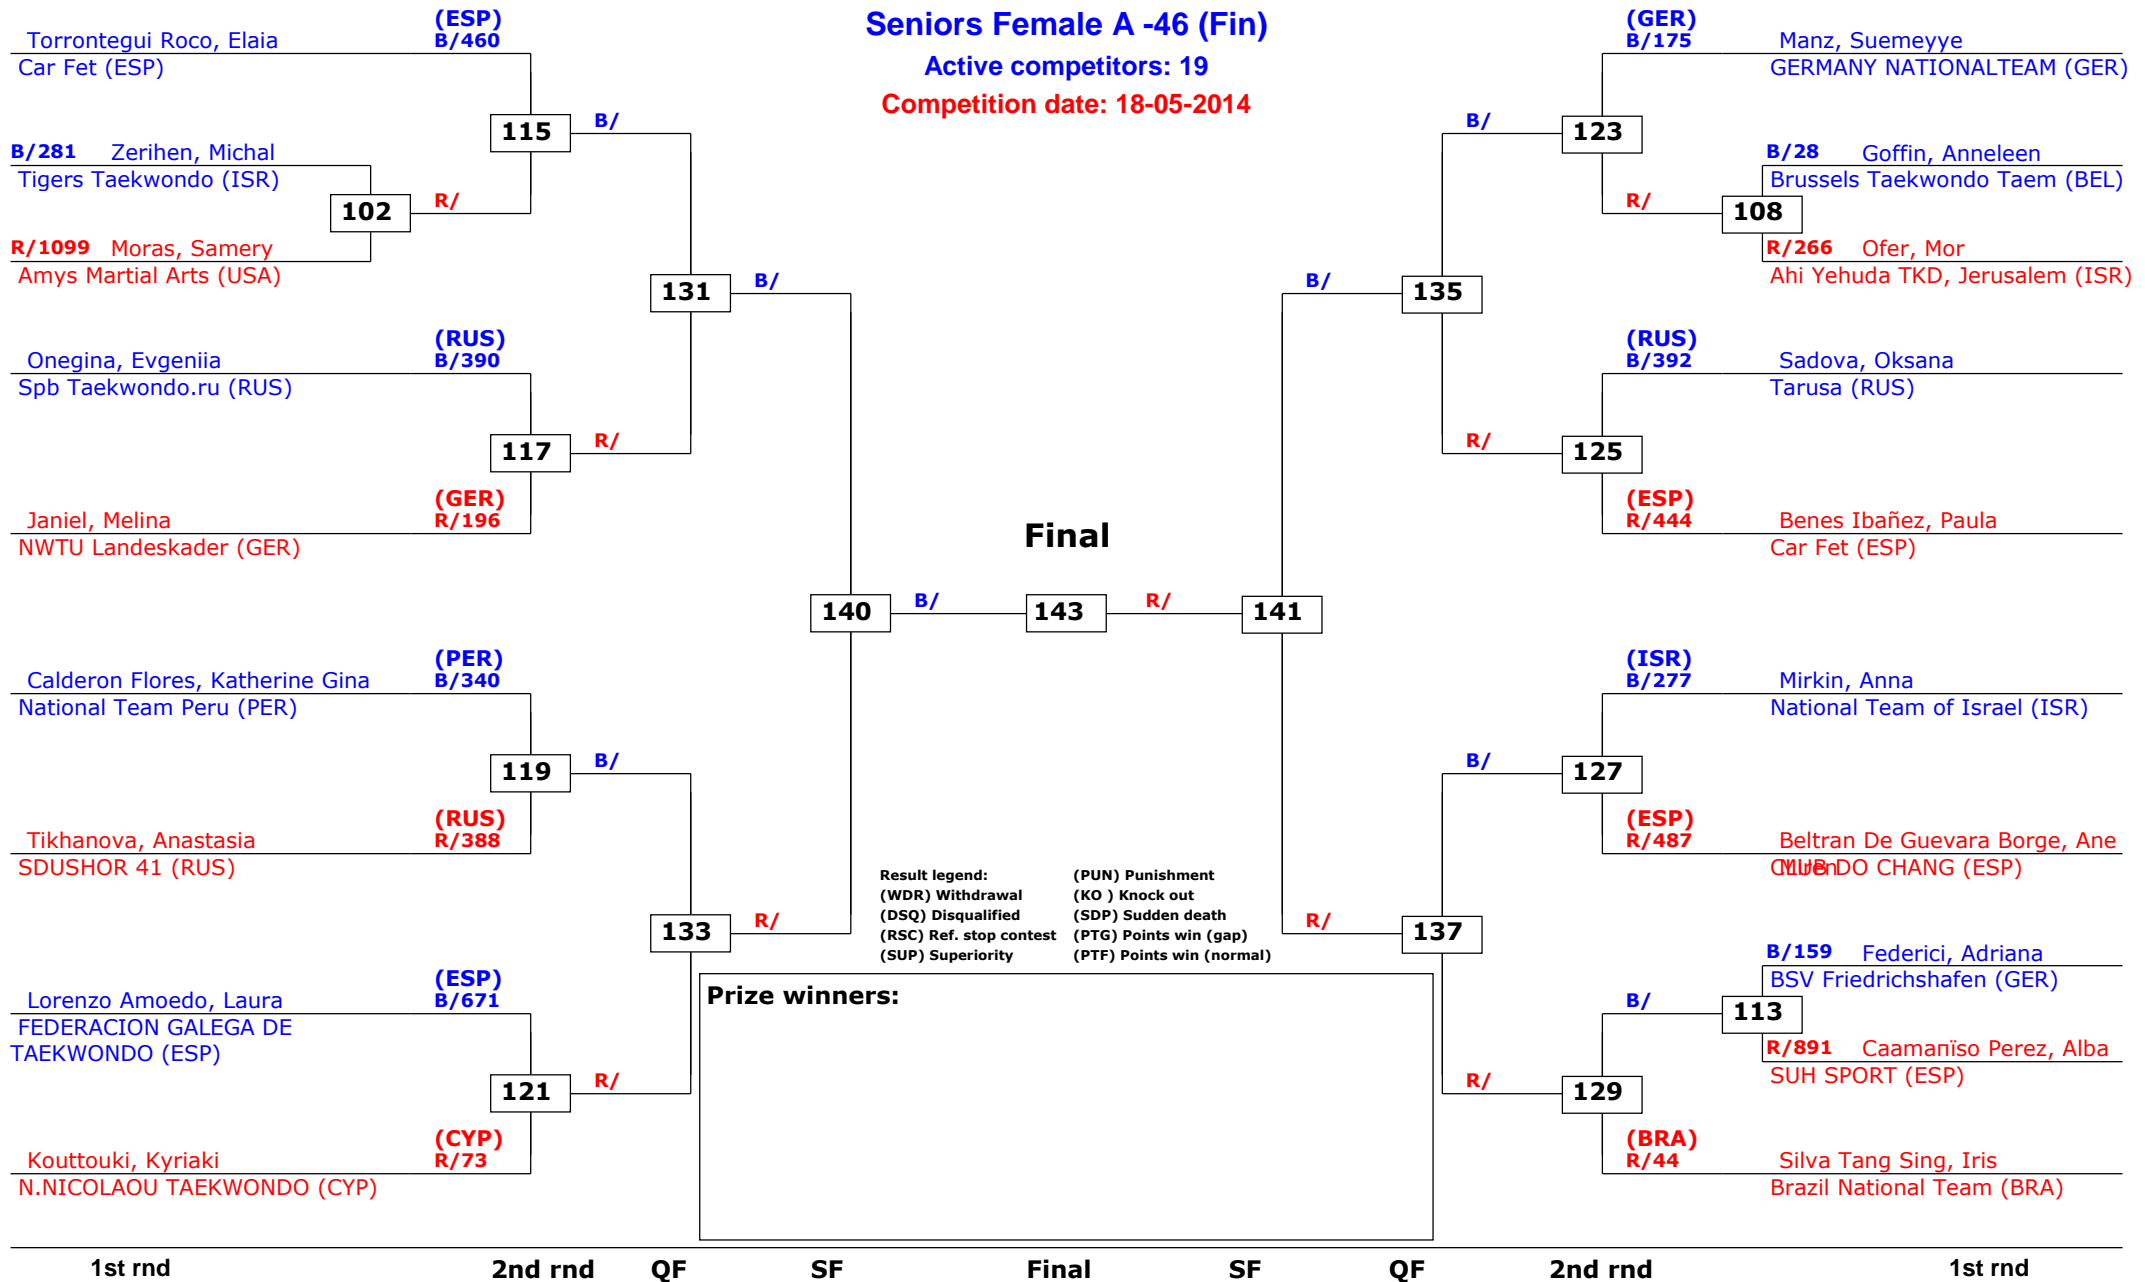 Seniors Female A -46 (Fin)
Active competitors: 19
Competition date: 18-05-2014
(ESP)
Torrontegui Roco, Elaia B/460
Car Fet (ESP)
115
B/
B/281 Zerihen, Michal
Tigers Taekwondo (ISR)
102
R/
R/1099 Moras, Samery
Amys Martial Arts (USA)
131
B/
(RUS)
Onegina, Evgeniia B/390
Spb Taekwondo.ru (RUS)
117
R/
(GER)
Janiel, Melina R/196
NWTU Landeskader (GER)
140
B/
(PER)
Calderon Flores, Katherine Gina B/340
National Team Peru (PER)
119
B/
(RUS)
Tikhanova, Anastasia R/388
SDUSHOR 41 (RUS)
133
R/
(ESP)
Lorenzo Amoedo, Laura B/671
FEDERACION GALEGA DE
TAEKWONDO (ESP)
121
R/
(CYP)
Kouttouki, Kyriaki R/73
N.NICOLAOU TAEKWONDO (CYP)
Final
143
R/
(GER)
B/175 Manz, Suemeyye
GERMANY NATIONALTEAM (GER)
B/
123
B/28 Goffin, Anneleen
Brussels Taekwondo Taem (BEL)
R/
108
R/266 Ofer, Mor
Ahi Yehuda TKD, Jerusalem (ISR)
B/
135
(RUS)
B/392 Sadova, Oksana
Tarusa (RUS)
R/
125
(ESP)
R/444 Benes Ibañez, Paula
Car Fet (ESP)
141
(ISR)
B/277 Mirkin, Anna
National Team of Israel (ISR)
B/
127
(ESP)
R/487 Beltran De Guevara Borge, Ane
Miren
CLUB DO CHANG (ESP)
R/
137
B/159 Federici, Adriana
BSV Friedrichshafen (GER)
B/
113
R/891 Caamaпïso Perez, Alba
SUH SPORT (ESP)
R/
129
(BRA)
R/44 Silva Tang Sing, Iris
Brazil National Team (BRA)
Result legend: (PUN) Punishment
(WDR) Withdrawal (KO ) Knock out
(DSQ) Disqualified (SDP) Sudden death
(RSC) Ref. stop contest (PTG) Points win (gap)
(SUP) Superiority (PTF) Points win (normal)
Prize winners:
1st rnd 2nd rnd QF SF Final SF QF 2nd rnd 1st rnd